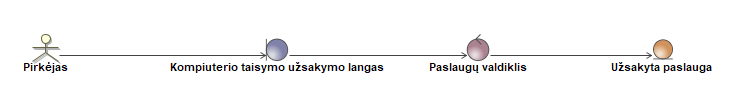 Pirkėjas
Kompiuterio taisymo užsakymo langas
Paslaugų valdiklis
Užsakyta paslauga